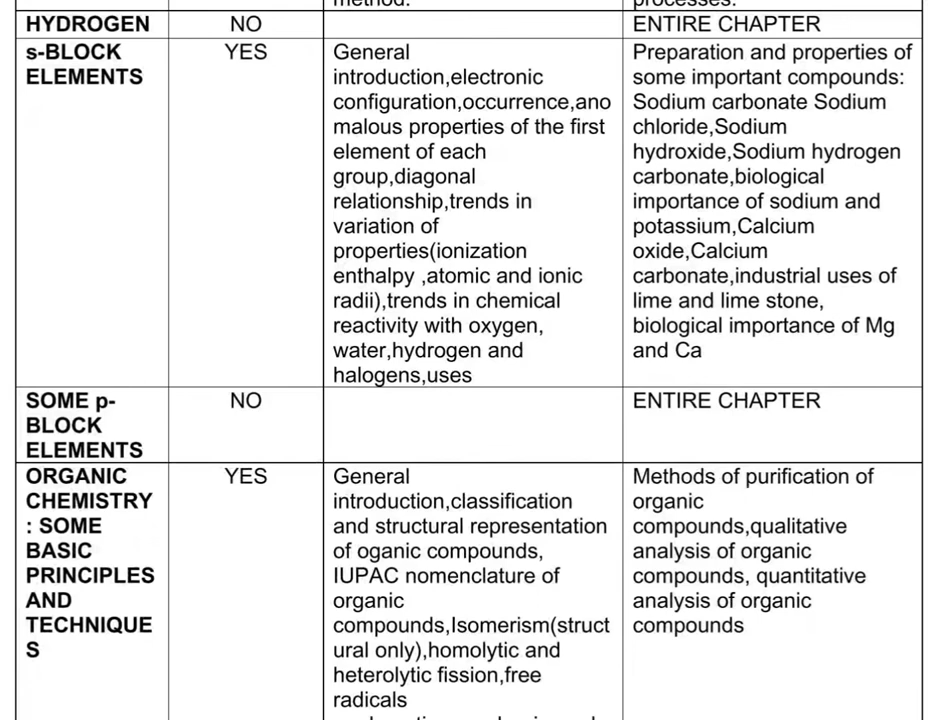 method.
processes.
HYDROGEN
NO
ENTIRE CHAPTER
s-BLOCK
ELEMENTS
YES
General
introduction,electronic
configuration,occurrence,ano
malous properties of the first
element of each
group,diagonal
relationship,trends in
variation of
properties(ionization
enthalpy ,atomic and ionic
radii),trends in chemical
reactivity with oxygen,
water,hydrogen and
halogens,uses
Preparation and properties of
some important compounds:
Sodium carbonate Sodium
chloride,Sodium
hydroxide,Sodium hydrogen
carbonate,biological
importance of sodium and
potassium,Calcium
oxide,Calcium
carbonate,industrial uses of
lime and lime stone,
biological importance of Mg
and Ca
SOME p-
BLOCK
ELEMENTS
NO
ENTIRE CHAPTER
ORGANIC
CHEMISTRY
: SOME
BASIC
PRINCIPLES
AND
TECHNIQUE
S
YES
General
introduction,classification
and structural representation
of oganic compounds,
IUPAC nomenclature of
organic
compounds,Isomerism(struct
ural only),homolytic and
heterolytic fission,free
radicals
Methods of purification of
organic
compounds,qualitative
analysis of organic
compounds, quantitative
analysis of organic
compounds